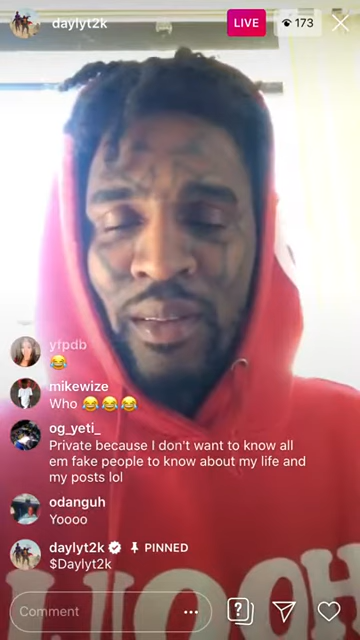 daylyt2k
LIVE
173
yfpdb
😂
mikewize
Who 😂😂😂
og_yeti_
Private because I don't want to know all
em fake people to know about my life and
my posts lol
odanguh
Yoooo
daylyt2k PINNED
$Daylyt2k
Comment